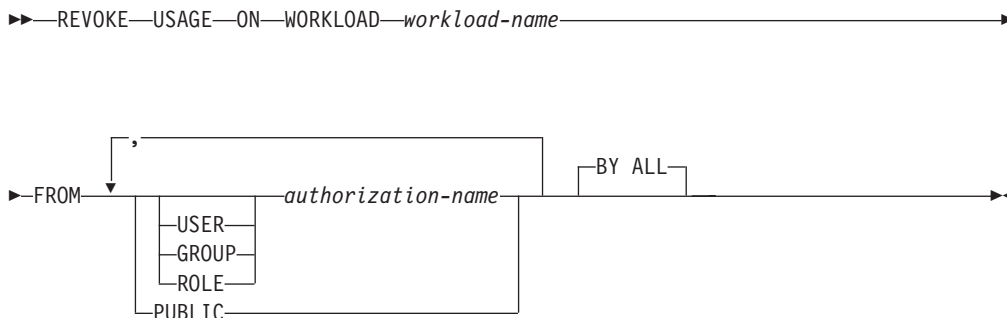 REVOKE USAGE ON WORKLOAD workload-name
,
BY ALL
FROM authorization-name
USER
GROUP
ROLE
PUBLIC